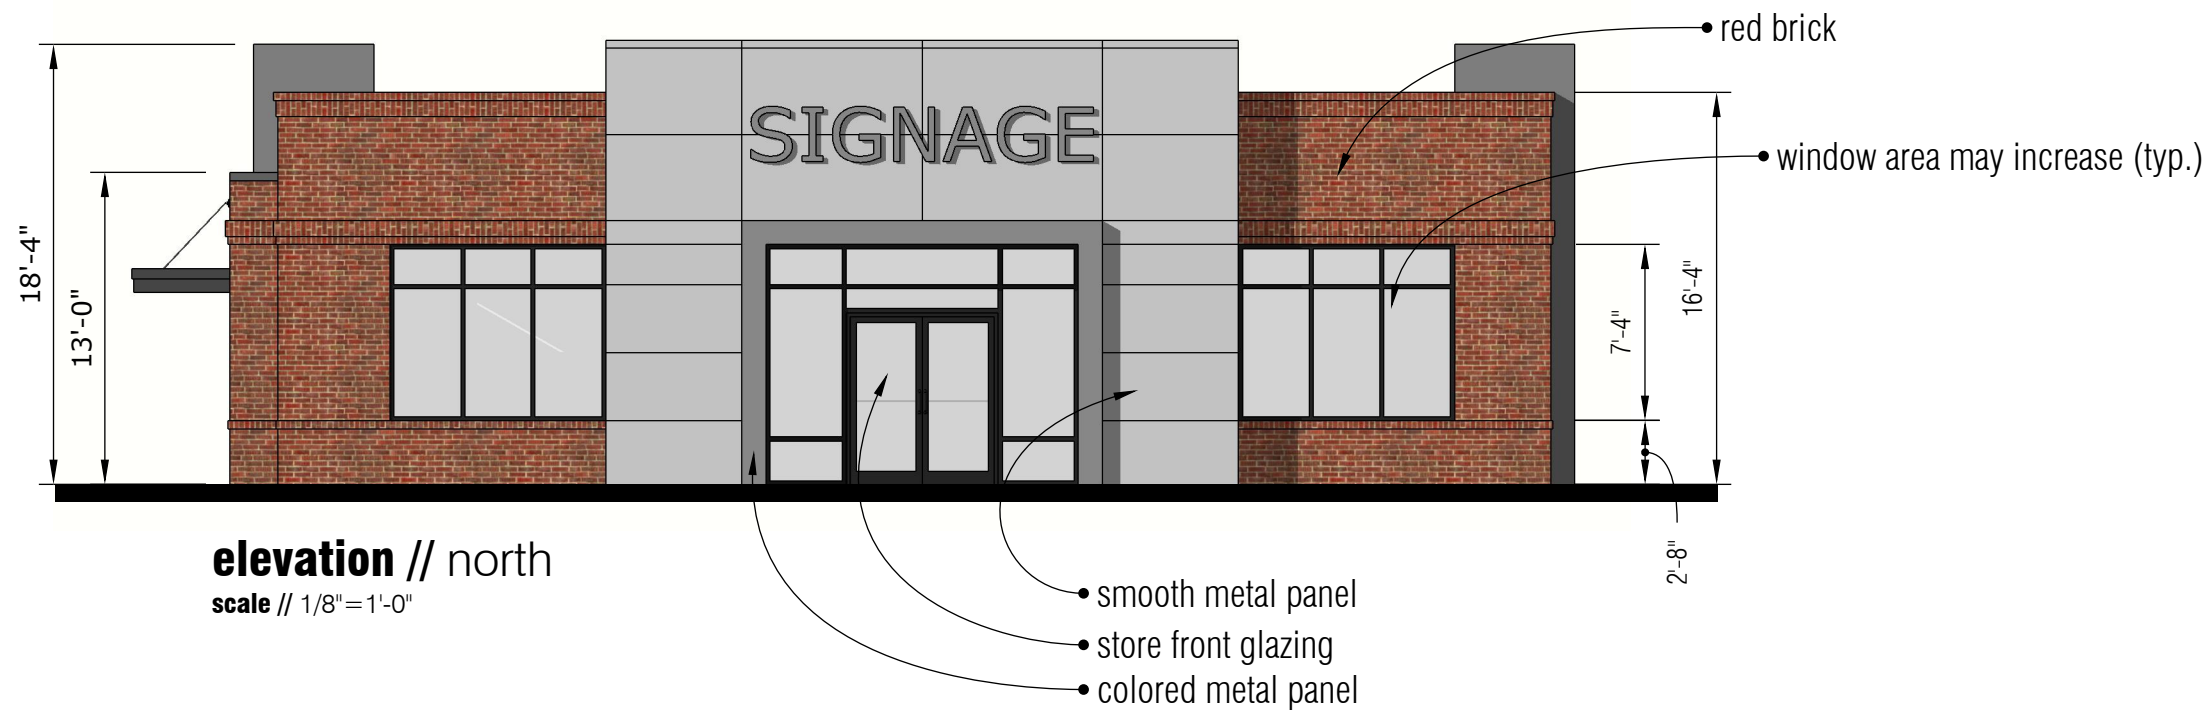 red brick
SIGNAGE
window area may increase (typ.)
18'-4"
13'-0"
7'-4"
16'-4"
2'-8"
elevation // north
scale // 1/8"=1'-0"
smooth metal panel
store front glazing
colored metal panel